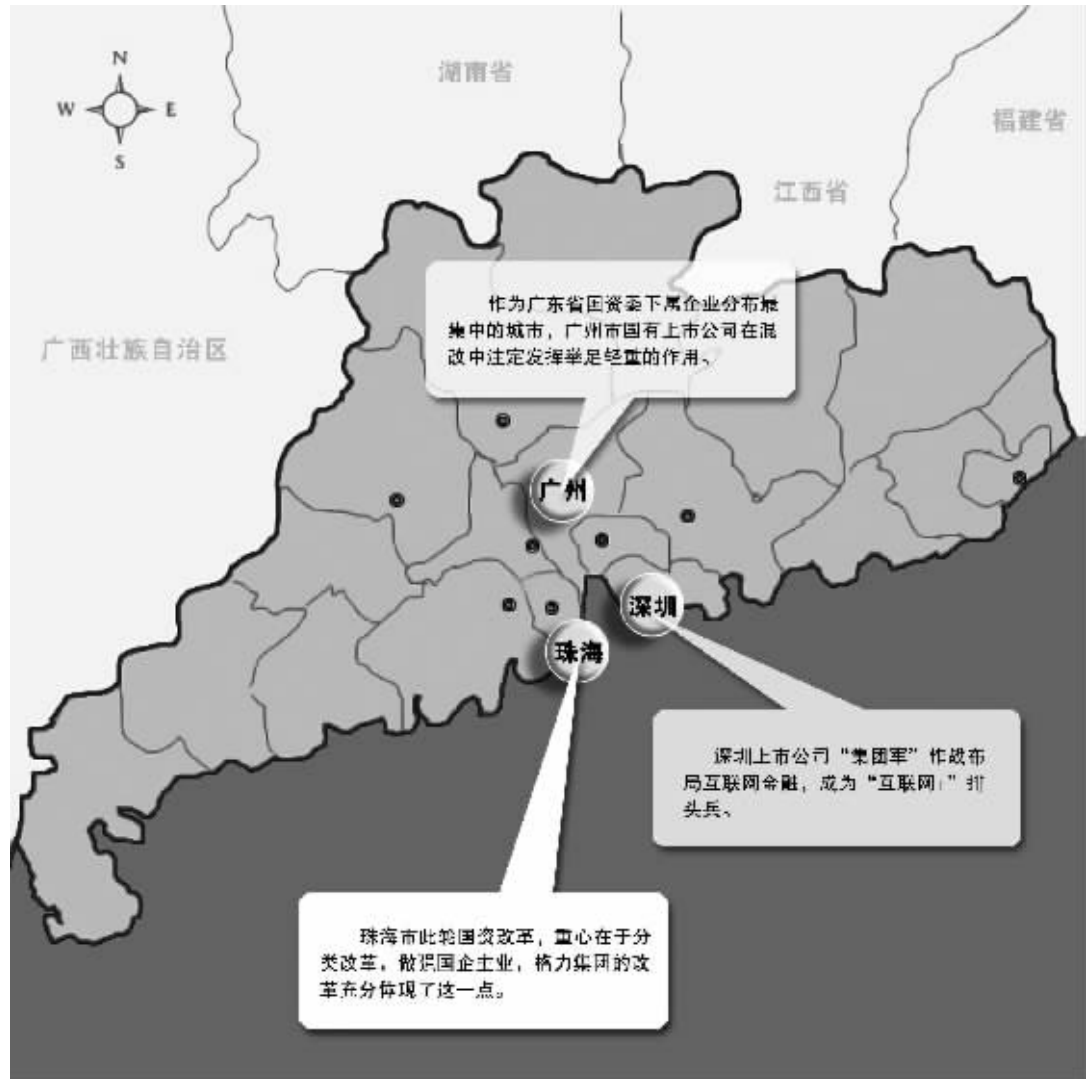 N
W E
S
湖南省
福建省
江西省
广西壮族自治区
作为广东省国资委下属企业分布最
集中的城市，广州市国有上市公司在混
改中注定发挥举足轻重的作用。
广州
深圳
珠海
深圳上市公司“集团军”作战布
局互联网金融，成为“互联网+”排
头兵。
珠海市此轮国资改革，重心在于分
类改革，做强国企主业，格力集团的改
革充分体现了这一点。